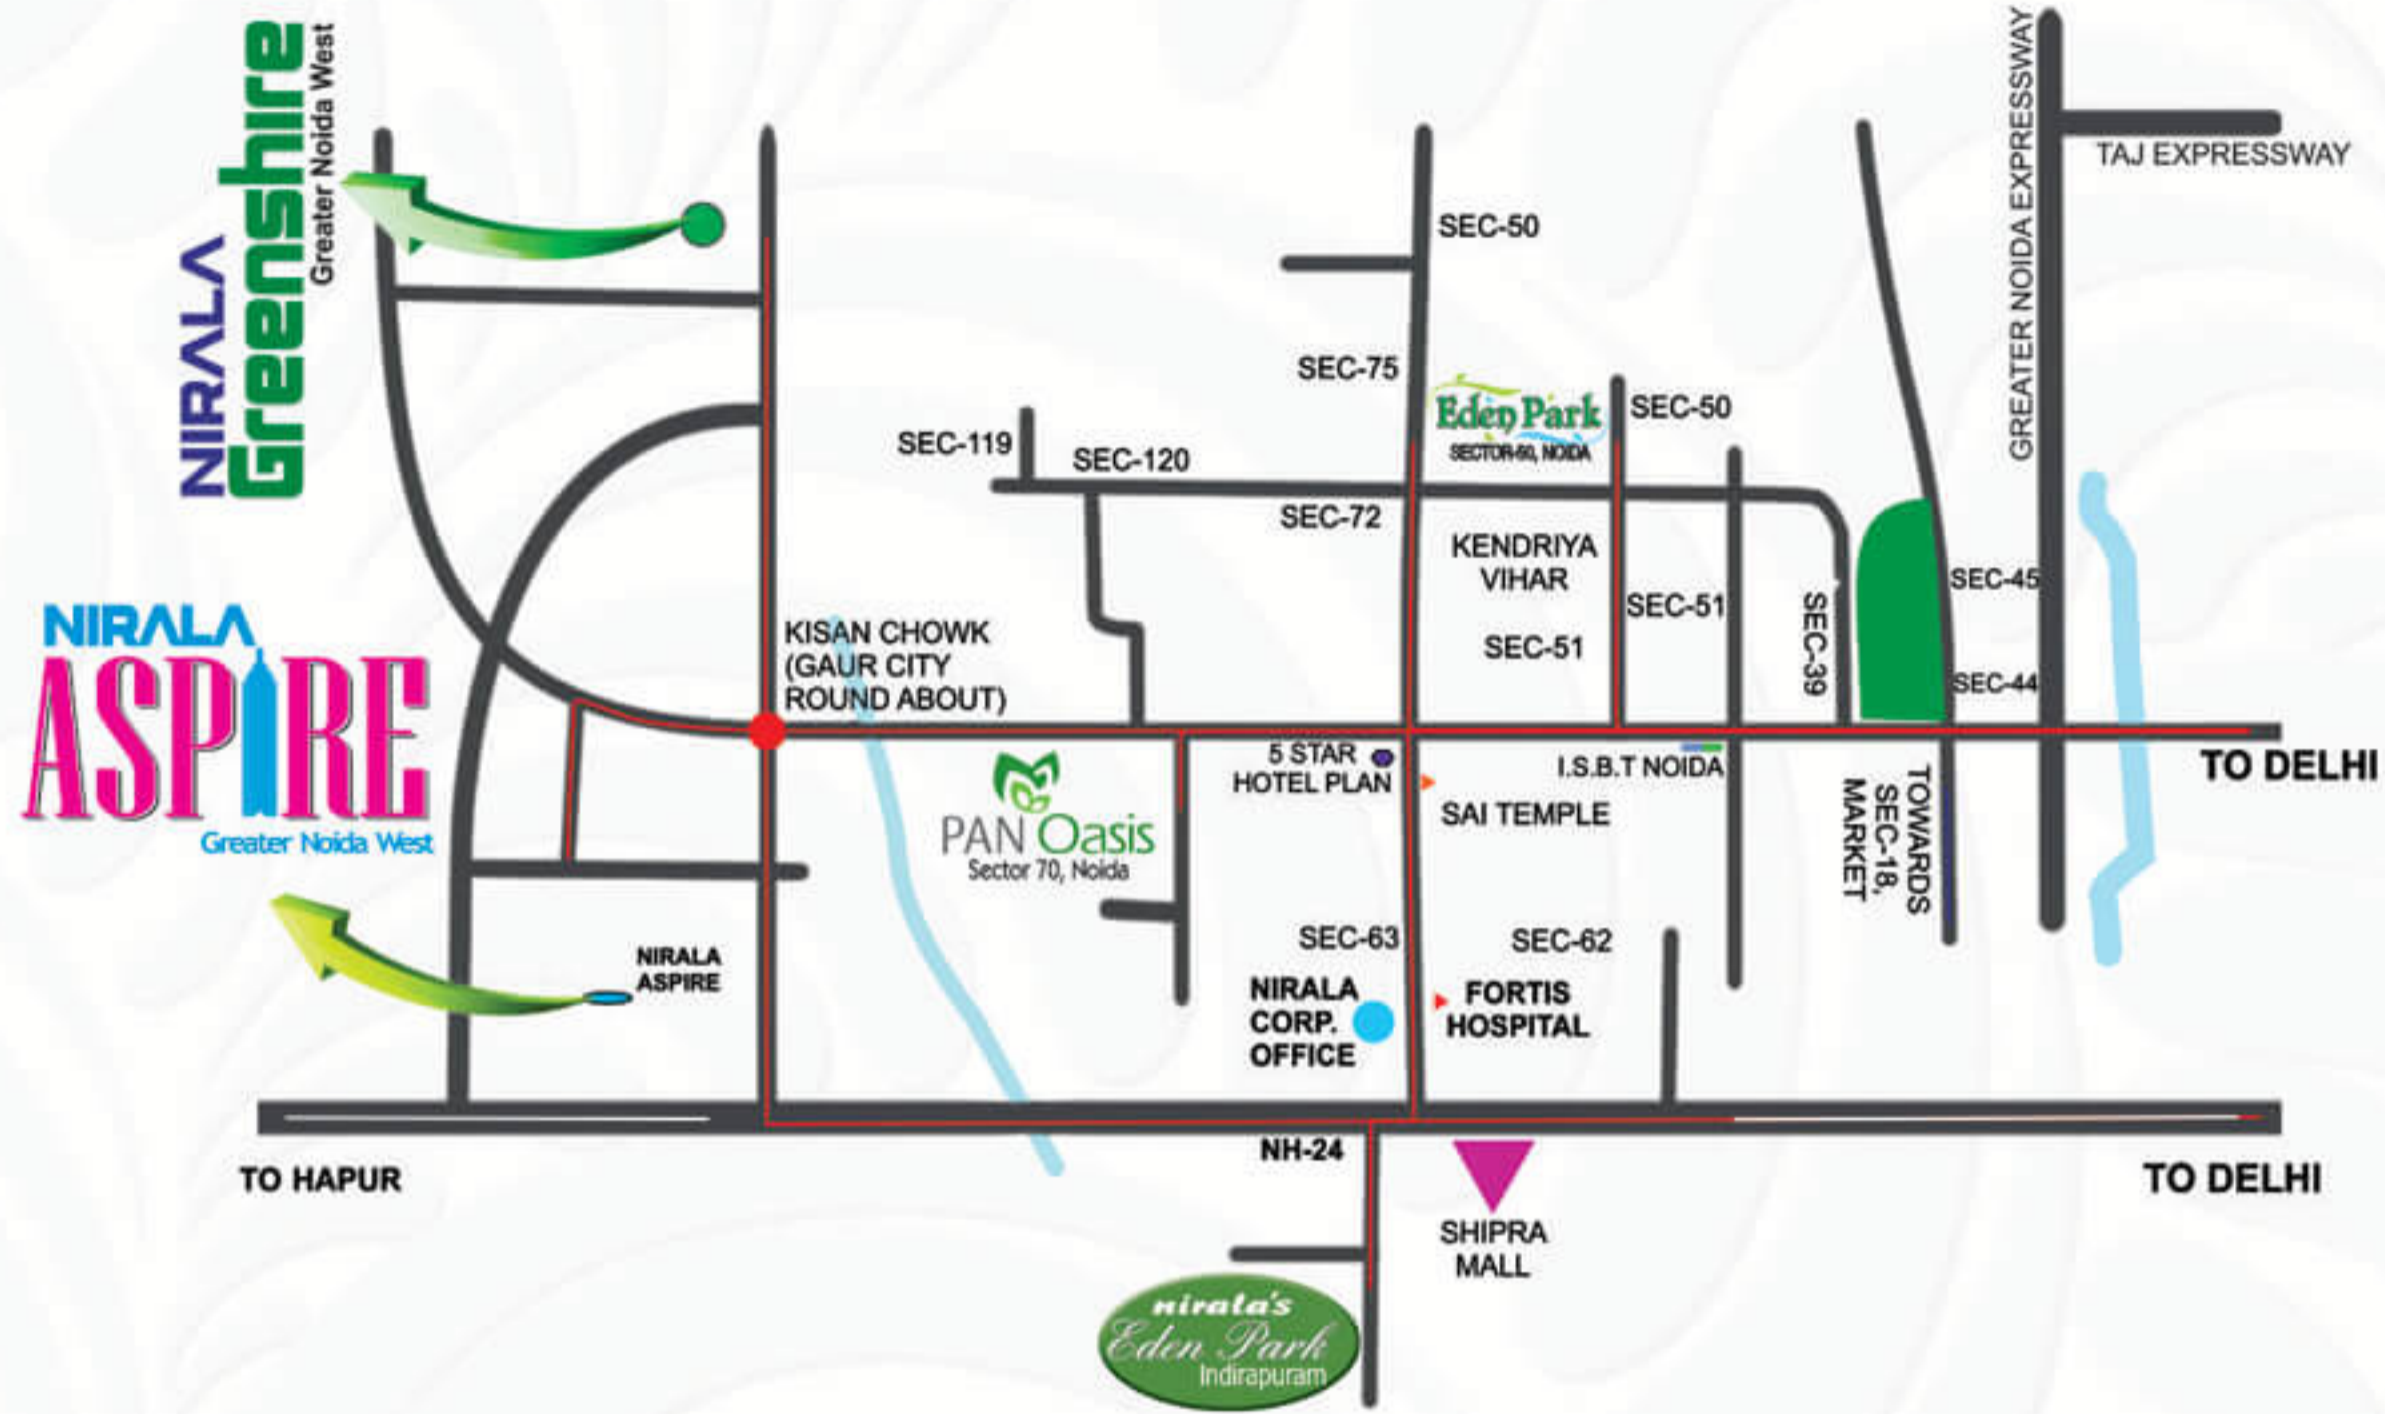 NIRALA
Greenshire
Greater Noida West
GREATER NOIDA EXPRESSWAY
TAJ EXPRESSWAY
SEC-50
SEC-75
Eden Park
SECTOR-50, NOIDA
SEC-50
SEC-119
SEC-120
SEC-72
KENDRIYA
VIHAR
SEC-51
SEC-51
SEC-39
SEC-45
SEC-44
NIRALA
ASPIRE
Greater Noida West
KISAN CHOWK
(GAUR CITY
ROUND ABOUT)
PAN Oasis
Sector 70, Noida
5 STAR
HOTEL PLAN
SAI TEMPLE
I.S.B.T NOIDA
TOWARDS
SEC-18,
MARKET
TO DELHI
NIRALA
ASPIRE
SEC-63
SEC-62
NIRALA
CORP.
OFFICE
FORTIS
HOSPITAL
NH-24
TO HAPUR
TO DELHI
SHIPRA
MALL
nirala's
Eden Park
Indirapuram